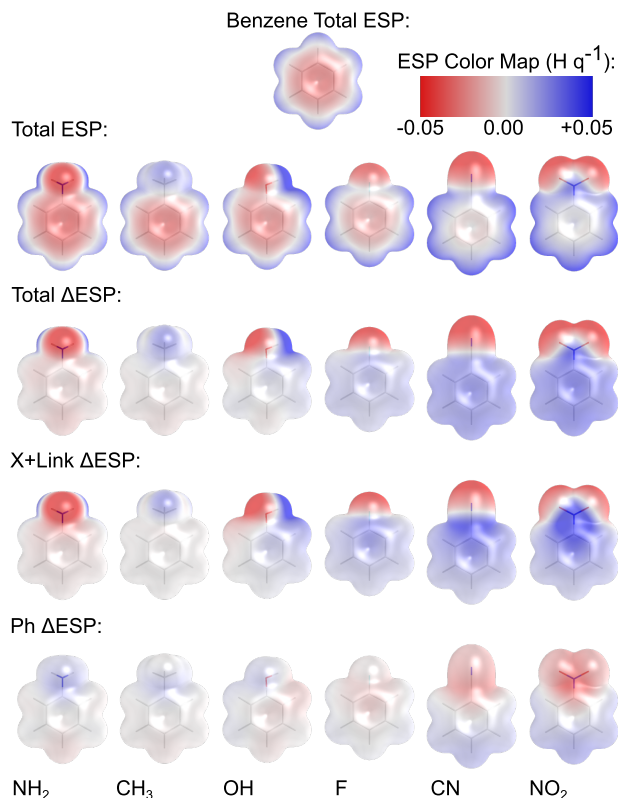 Benzene Total ESP:
ESP Color Map (H q⁻¹):
-0.05 0.00 +0.05
Total ESP:
Total ΔESP:
X+Link ΔESP:
Ph ΔESP:
NH₂ CH₃ OH F CN NO₂